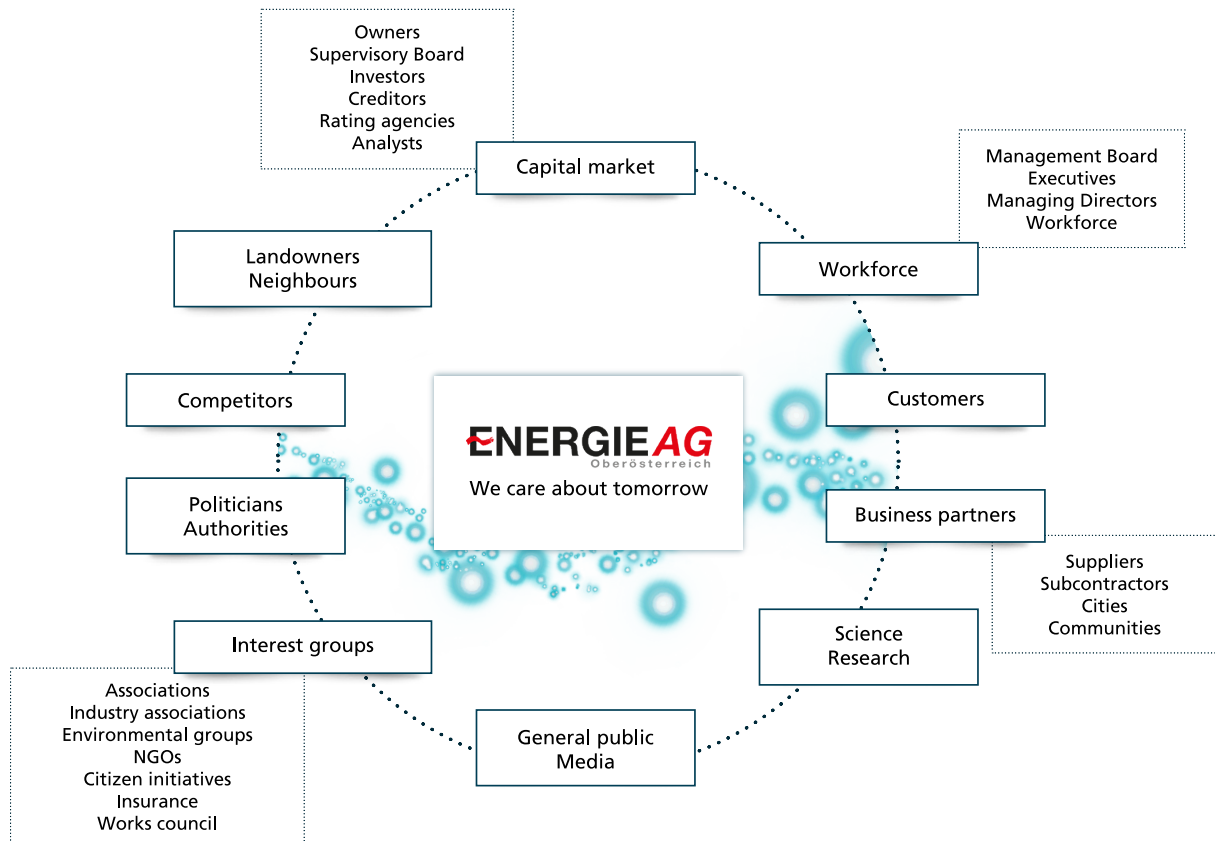 Owners
Supervisory Board
Investors
Creditors
Rating agencies
Analysts
Capital market
Management Board
Executives
Managing Directors
Workforce
Workforce
Landowners
Neighbours
Competitors
Customers
ENERGIE AG
Oberösterreich
We care about tomorrow
Politicians
Authorities
Business partners
Suppliers
Subcontractors
Cities
Communities
Interest groups
Science
Research
Associations
Industry associations
Environmental groups
NGOs
Citizen initiatives
Insurance
Works council
General public
Media